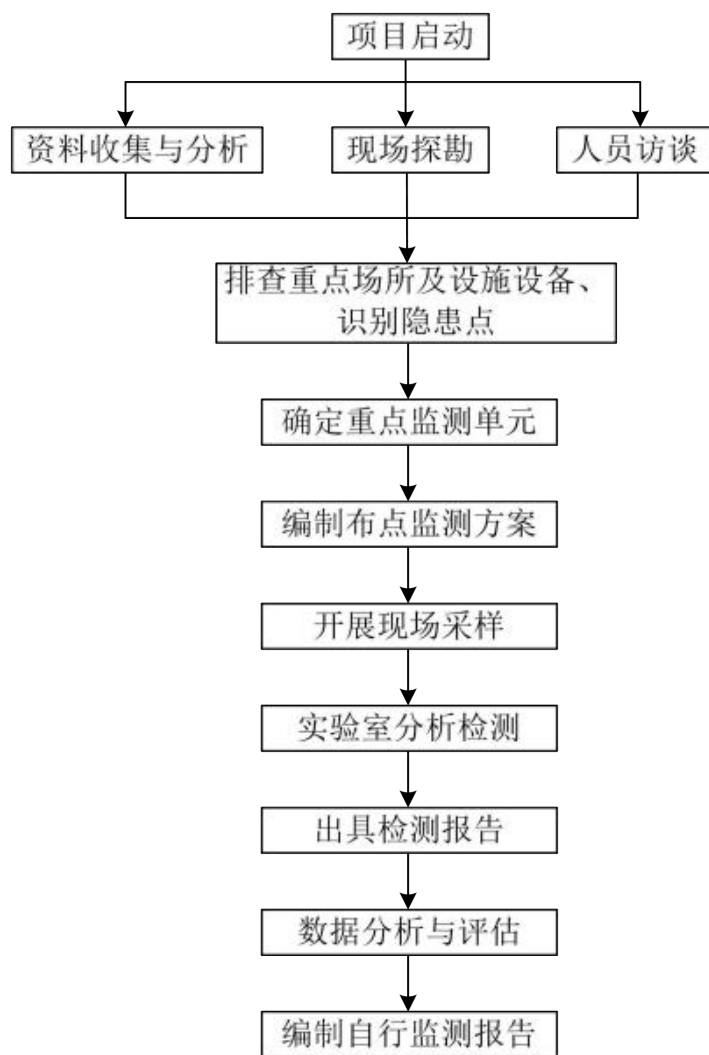 项目启动
资料收集与分析
现场探勘
人员访谈
排查重点场所及设施设备、
识别隐患点
确定重点监测单元
编制布点监测方案
开展现场采样
实验室分析检测
出具检测报告
数据分析与评估
编制自行监测报告